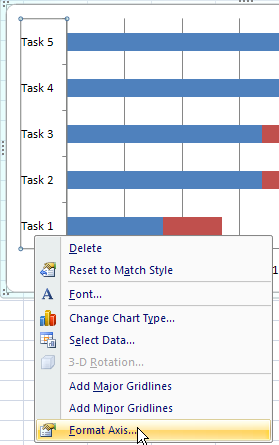 Task 5
Task 4
Task 3
Task 2
Task 1
Delete
Reset to Match Style
1
A Font...
Change Chart Type...
Select Data...
3-D Rotation...
Add Major Gridlines
Add Minor Gridlines
Format Axis...